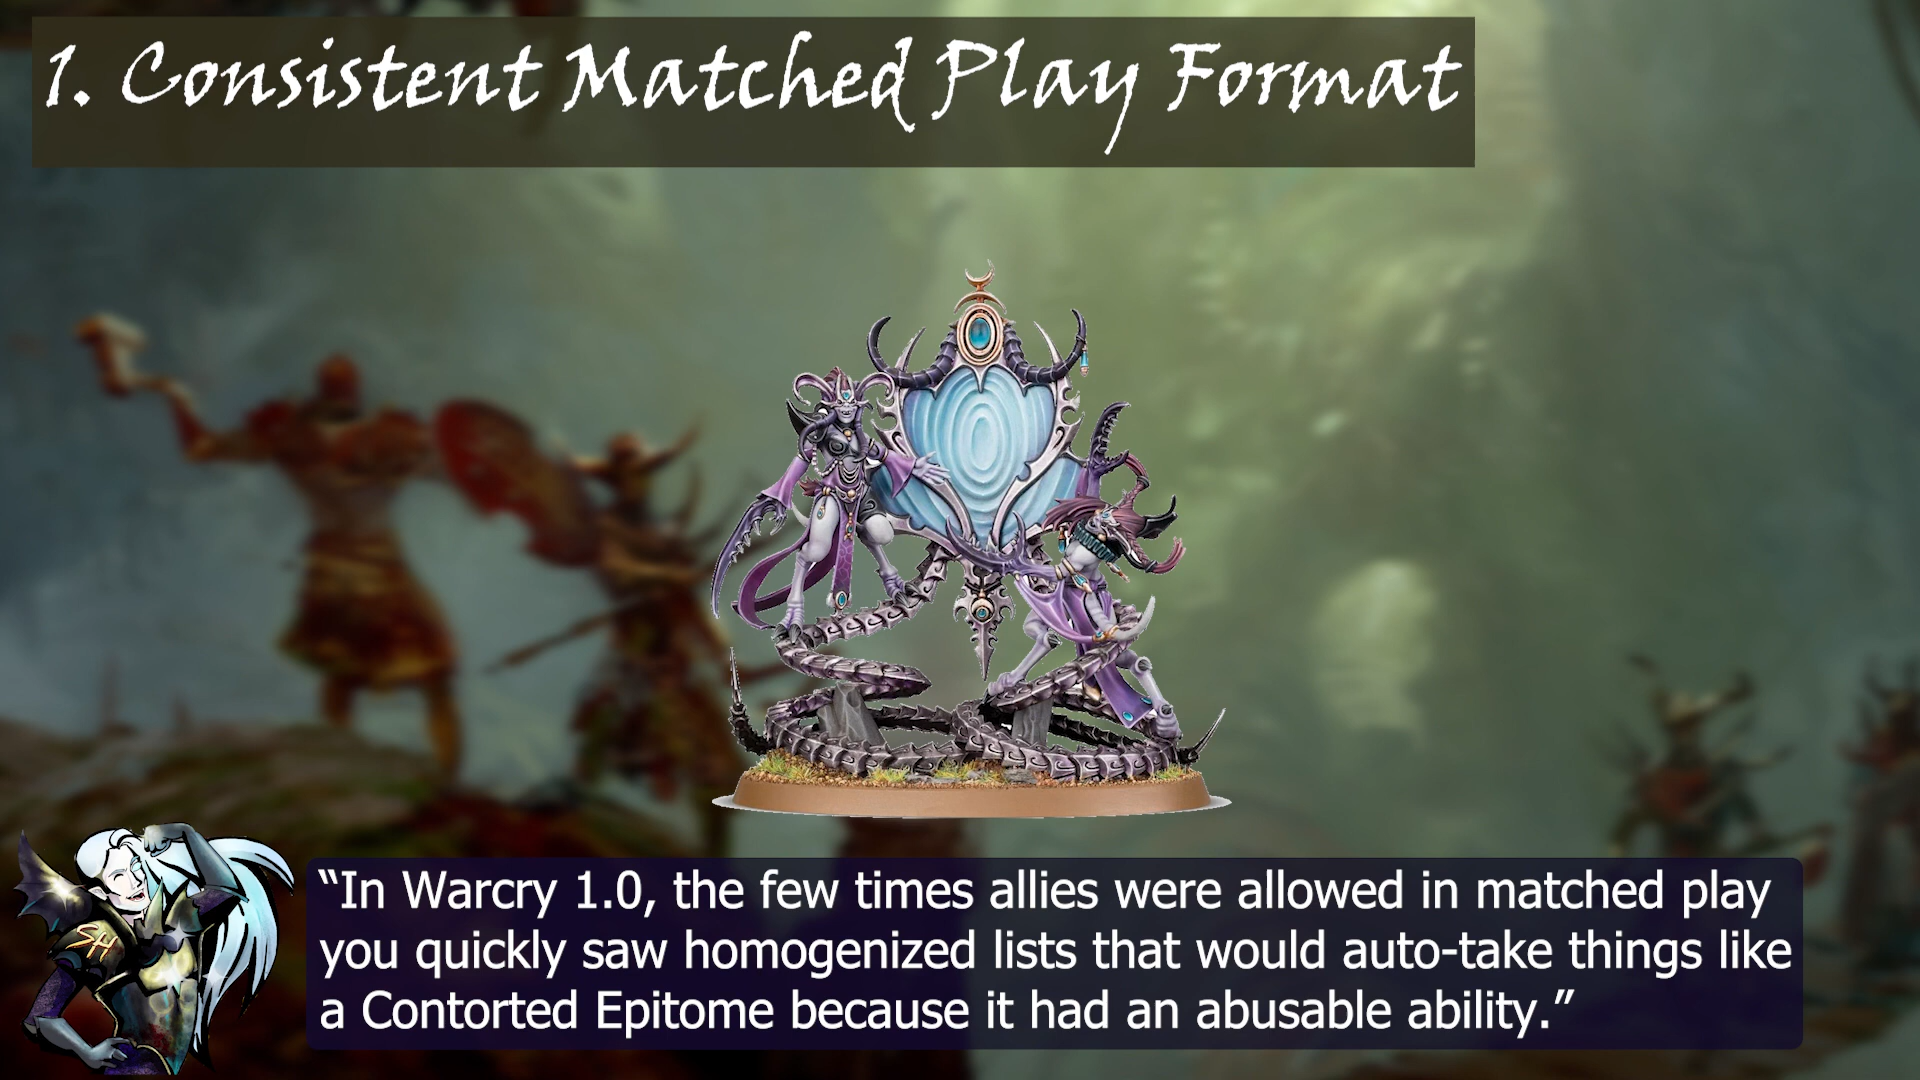 1. Consistent Matched Play Format
SH
“In Warcry 1.0, the few times allies were allowed in matched play
you quickly saw homogenized lists that would auto-take things like
a Contorted Epitome because it had an abusable ability.”